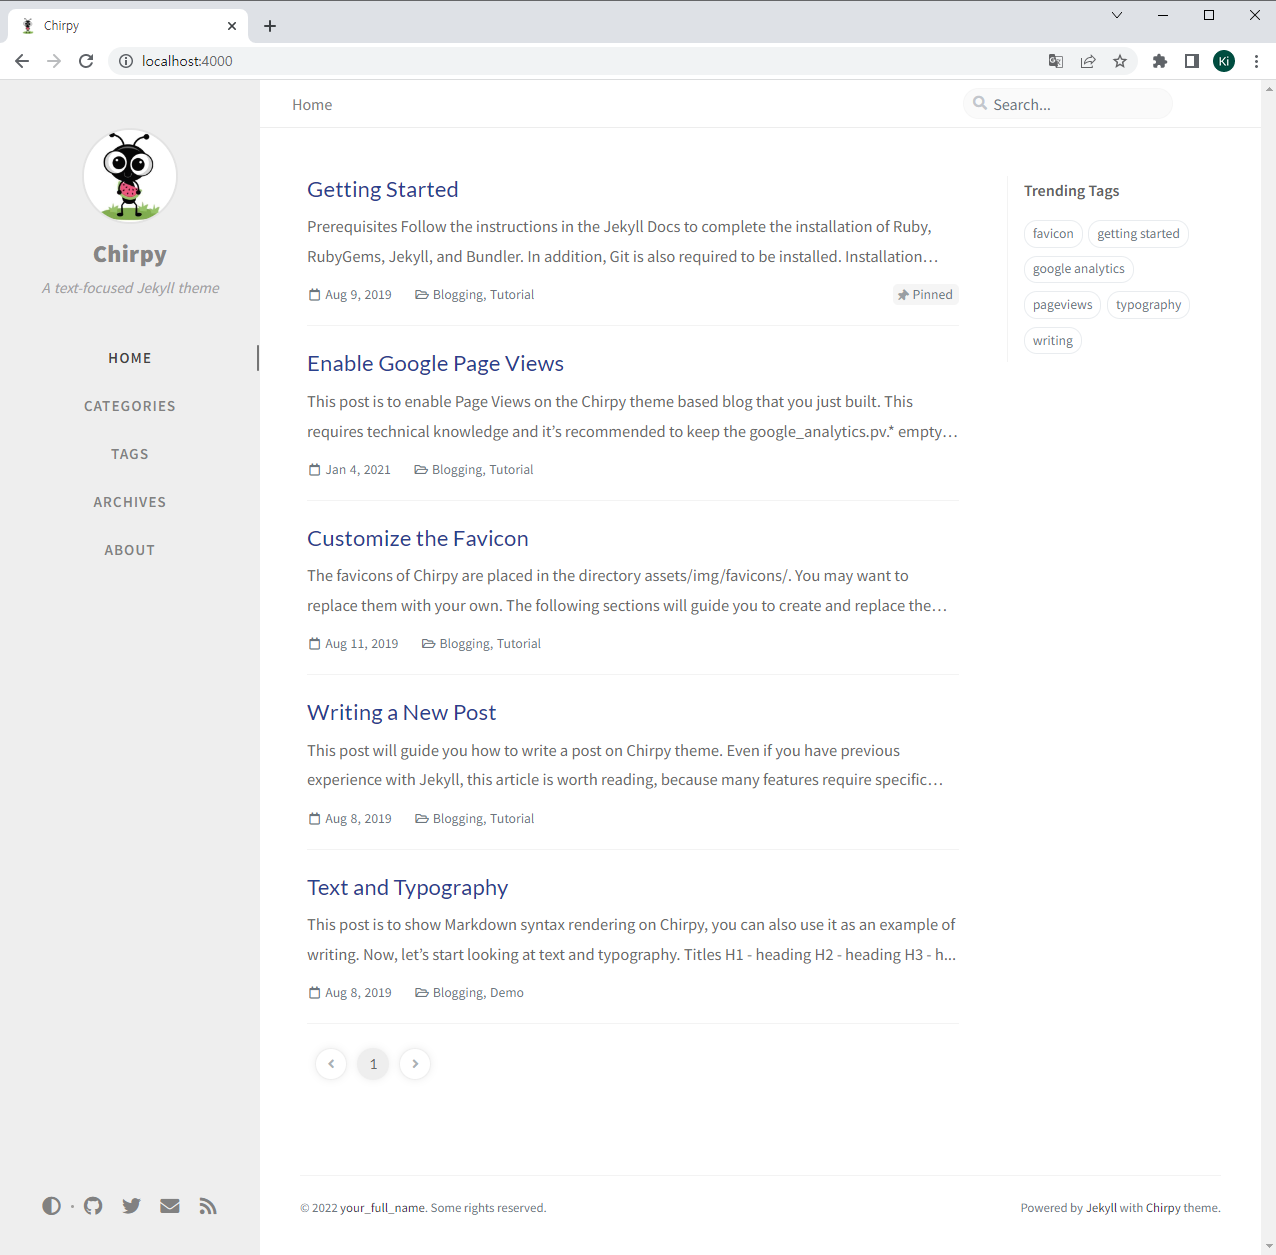 Chirpy
localhost:4000
Ki
Chirpy
A text-focused Jekyll theme
HOME
CATEGORIES
TAGS
ARCHIVES
ABOUT
Home
Search...
Getting Started
Prerequisites Follow the instructions in the Jekyll Docs to complete the installation of Ruby,
RubyGems, Jekyll, and Bundler. In addition, Git is also required to be installed. Installation…
Aug 9, 2019 Blogging, Tutorial Pinned
Enable Google Page Views
This post is to enable Page Views on the Chirpy theme based blog that you just built. This
requires technical knowledge and it’s recommended to keep the google_analytics.pv.* empty…
Jan 4, 2021 Blogging, Tutorial
Customize the Favicon
The favicons of Chirpy are placed in the directory assets/img/favicons/. You may want to
replace them with your own. The following sections will guide you to create and replace the…
Aug 11, 2019 Blogging, Tutorial
Writing a New Post
This post will guide you how to write a post on Chirpy theme. Even if you have previous
experience with Jekyll, this article is worth reading, because many features require specific…
Aug 8, 2019 Blogging, Tutorial
Text and Typography
This post is to show Markdown syntax rendering on Chirpy, you can also use it as an example of
writing. Now, let’s start looking at text and typography. Titles H1 - heading H2 - heading H3 - h...
Aug 8, 2019 Blogging, Demo
1
Trending Tags
favicon getting started
google analytics
pageviews typography
writing
© 2022 your_full_name. Some rights reserved.
Powered by Jekyll with Chirpy theme.